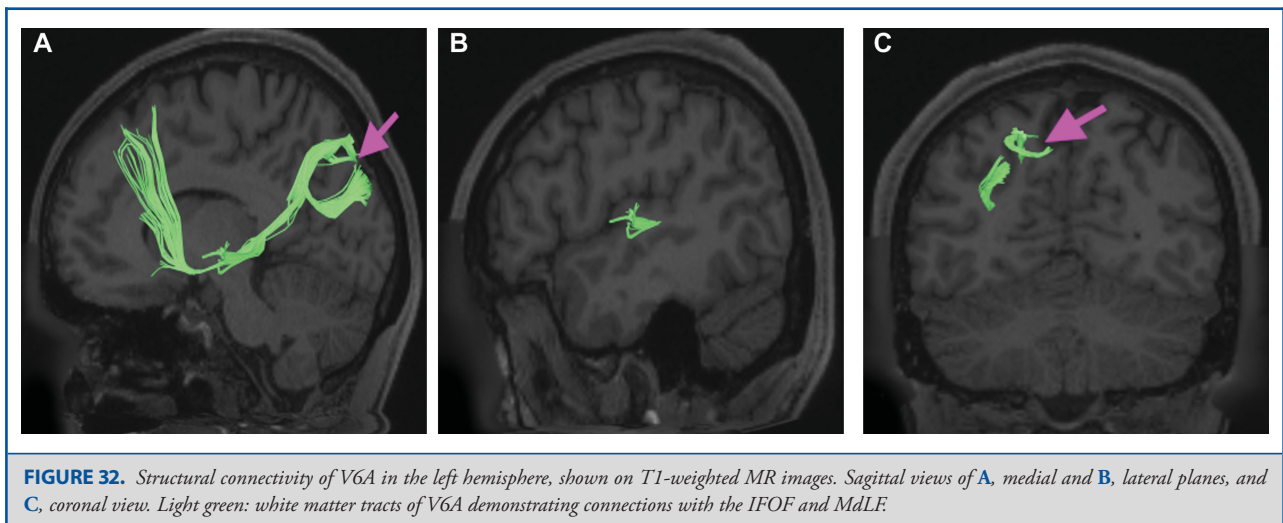 A
B
C
FIGURE 32. Structural connectivity of V6A in the left hemisphere, shown on T1-weighted MR images. Sagittal views of A, medial and B, lateral planes, and
C, coronal view. Light green: white matter tracts of V6A demonstrating connections with the IFOF and MdLF.